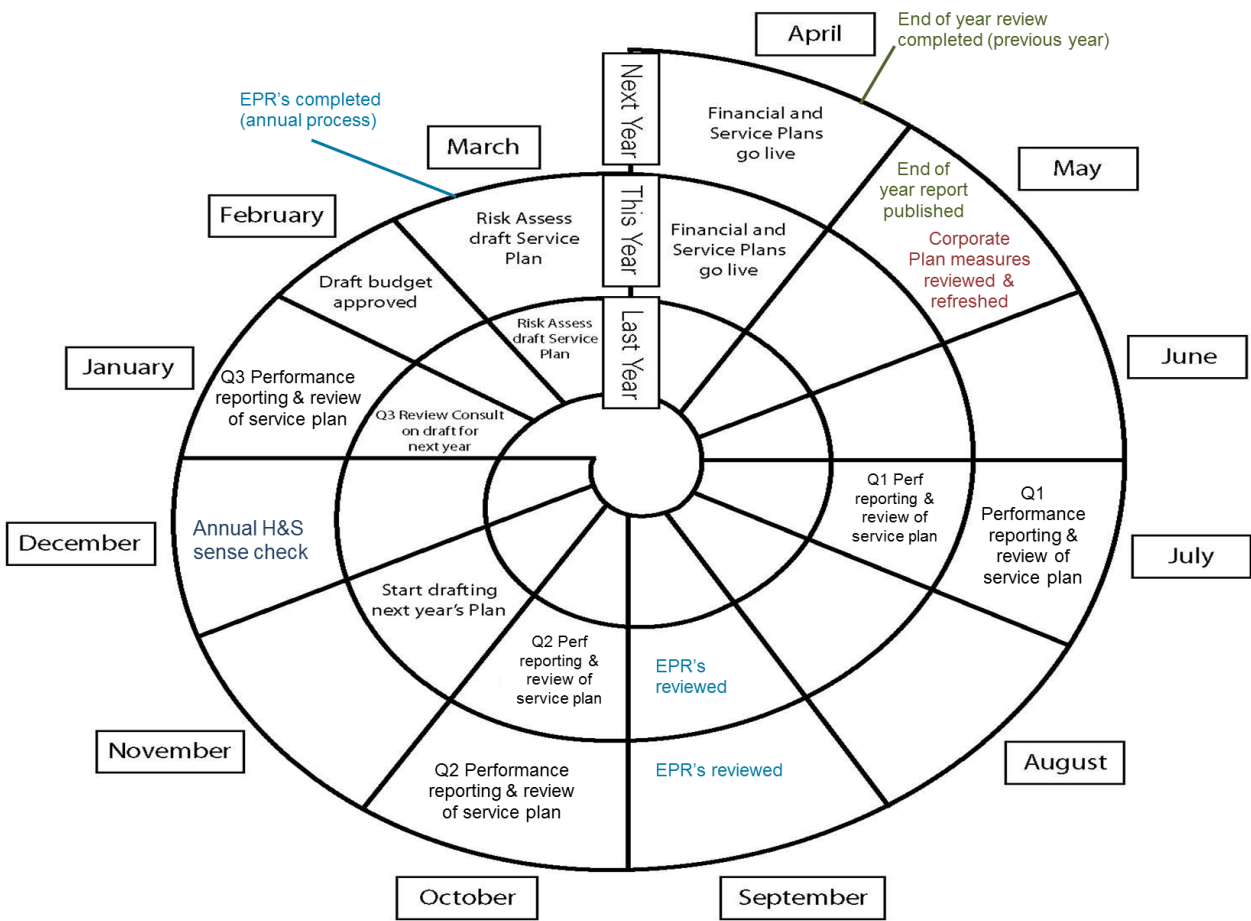 April
End of year review
completed (previous year)
EPR's completed
(annual process)
March
Next Year
Financial and
Service Plans
go live
May
End of
year report
published
Corporate
Plan measures
reviewed &
refreshed
February
Risk Assess
draft Service
Plan
This Year
Financial and
Service Plans
go live
Draft budget
approved
Risk Assess
draft Service
Plan
Last Year
January
June
Q3 Performance
reporting & review
of service plan
Q3 Review Consult
on draft for
next year
Q1 Perf
reporting &
review of
service plan
Q1
Performance
reporting &
review of
service plan
December
Annual H&S
sense check
July
Start drafting
next year's Plan
Q2 Perf
reporting &
review of
service plan
EPR's
reviewed
November
August
Q2 Performance
reporting & review
of service plan
EPR's reviewed
October
September